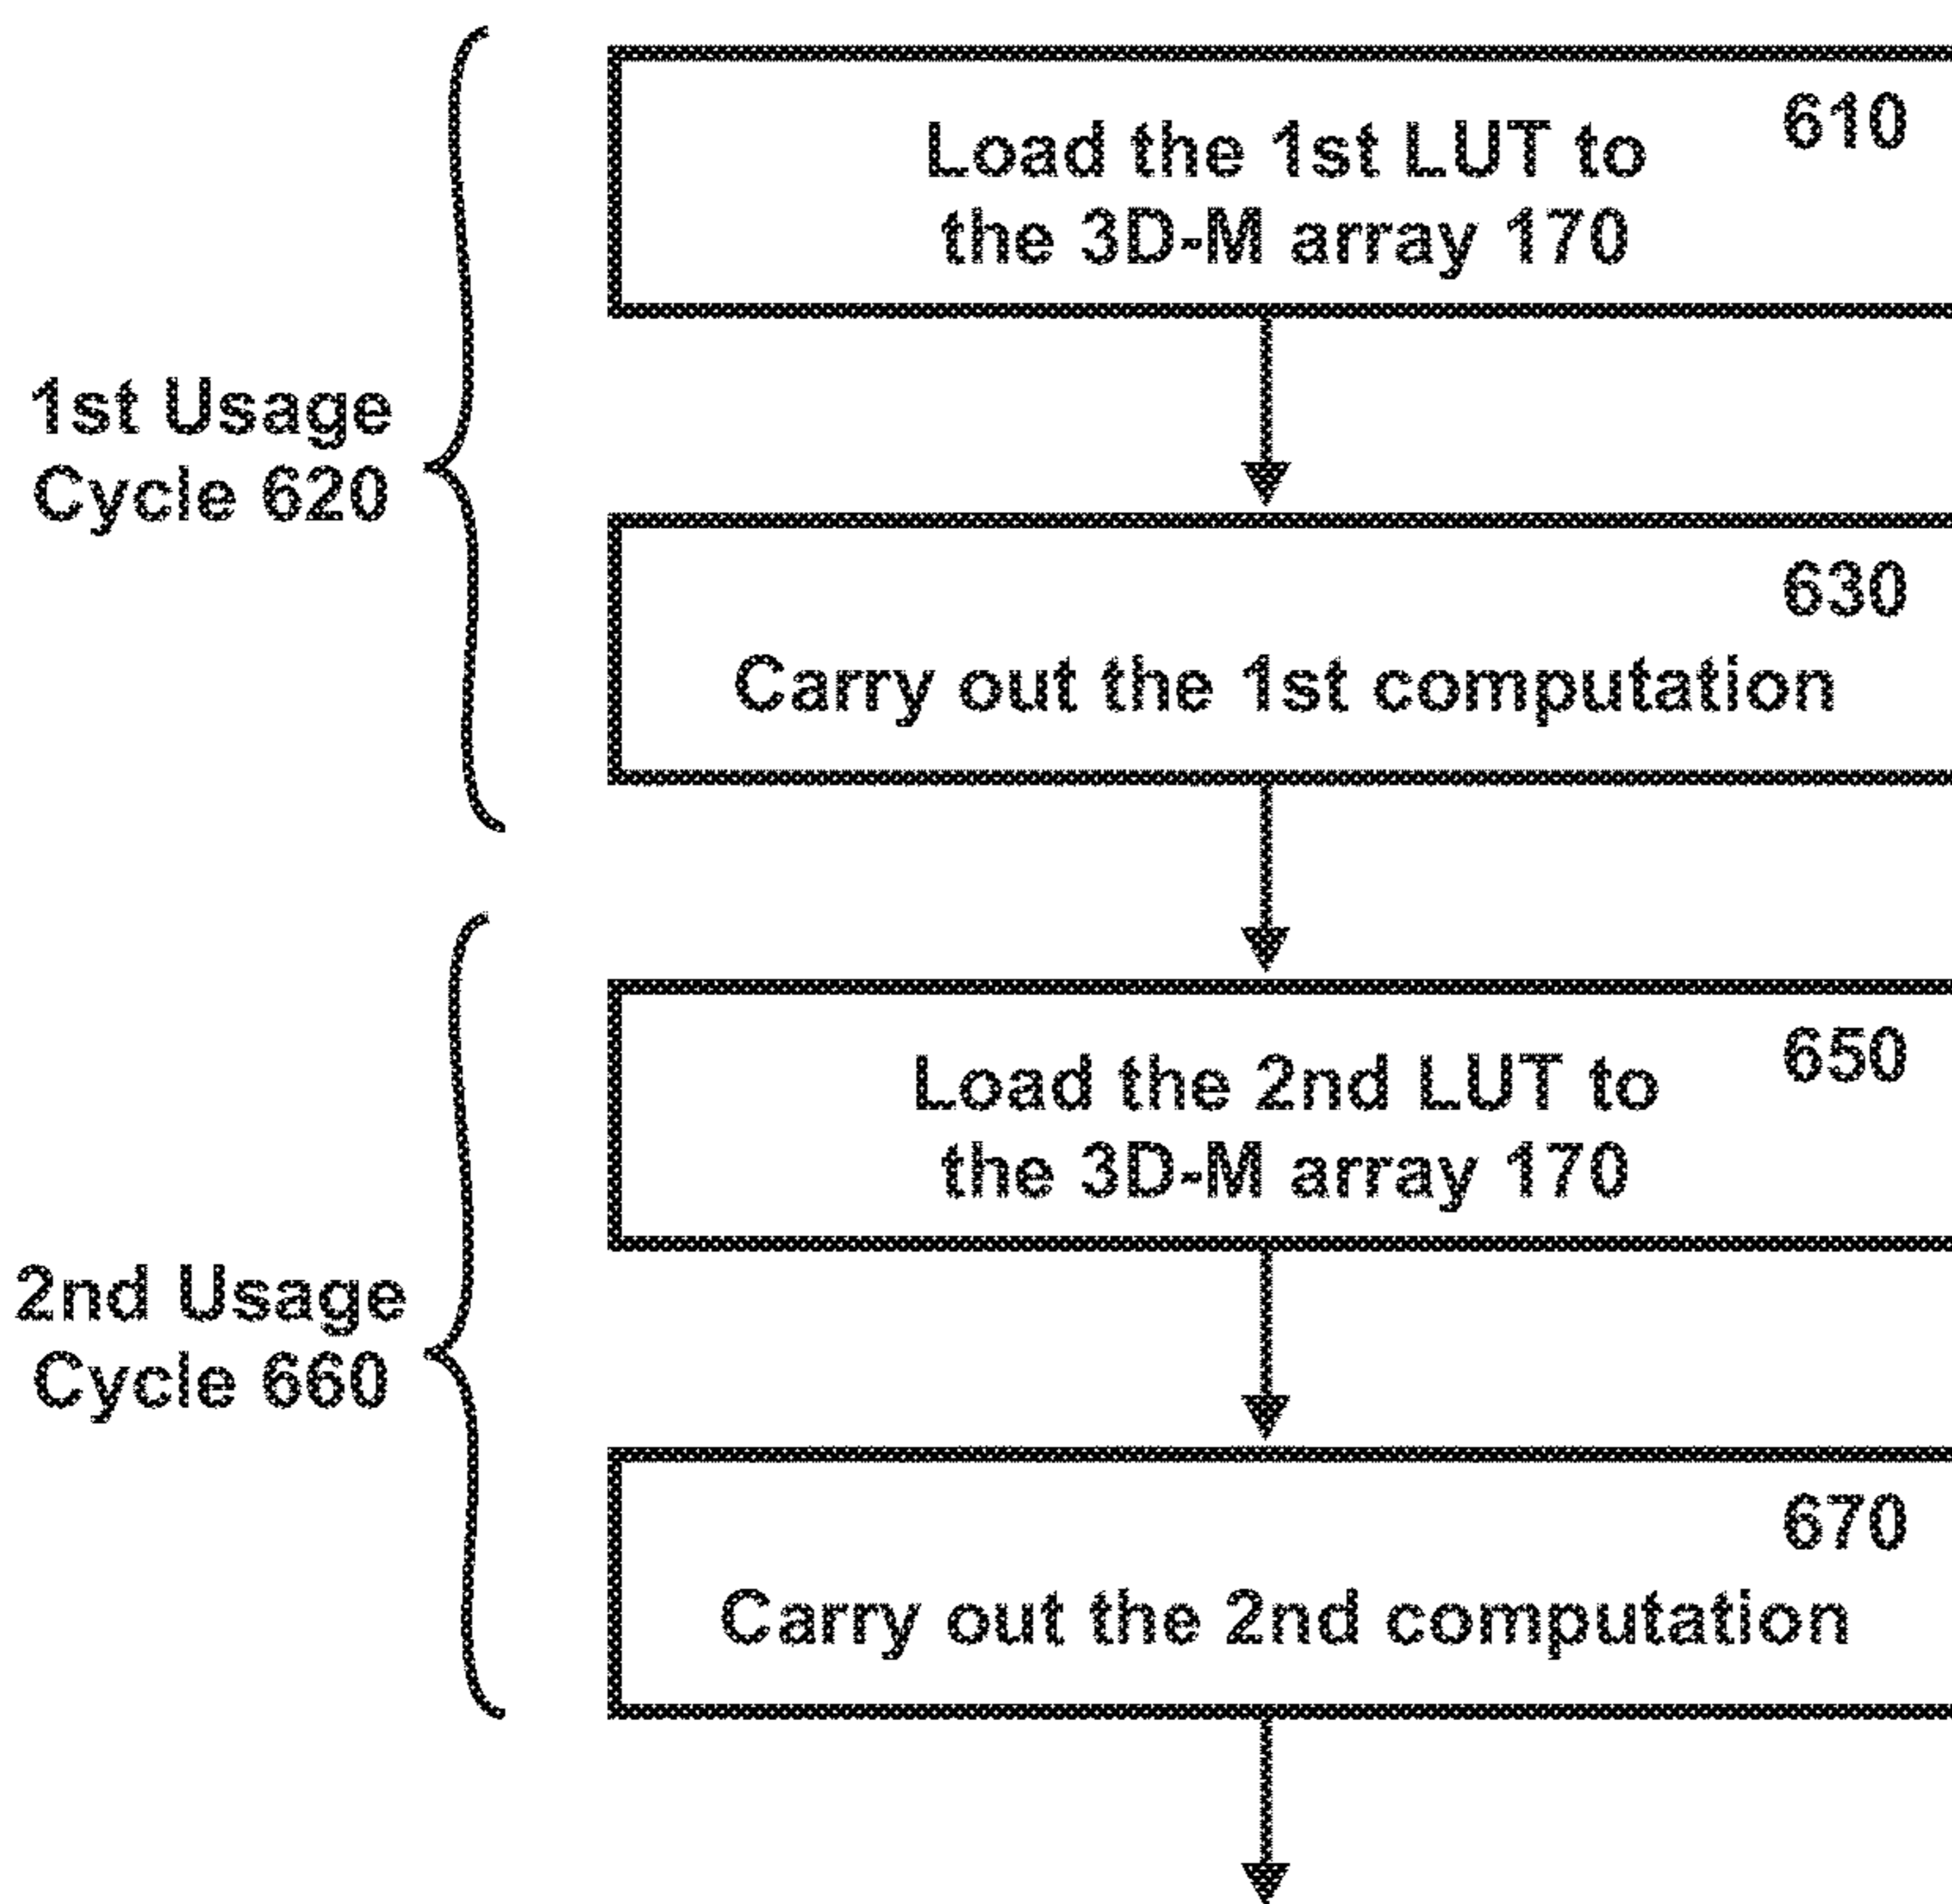 610
Load the 1st LUT to
the 3D-M array 170
1st Usage
Cycle 620
630
Carry out the 1st computation
650
Load the 2nd LUT to
the 3D-M array 170
2nd Usage
Cycle 660
670
Carry out the 2nd computation